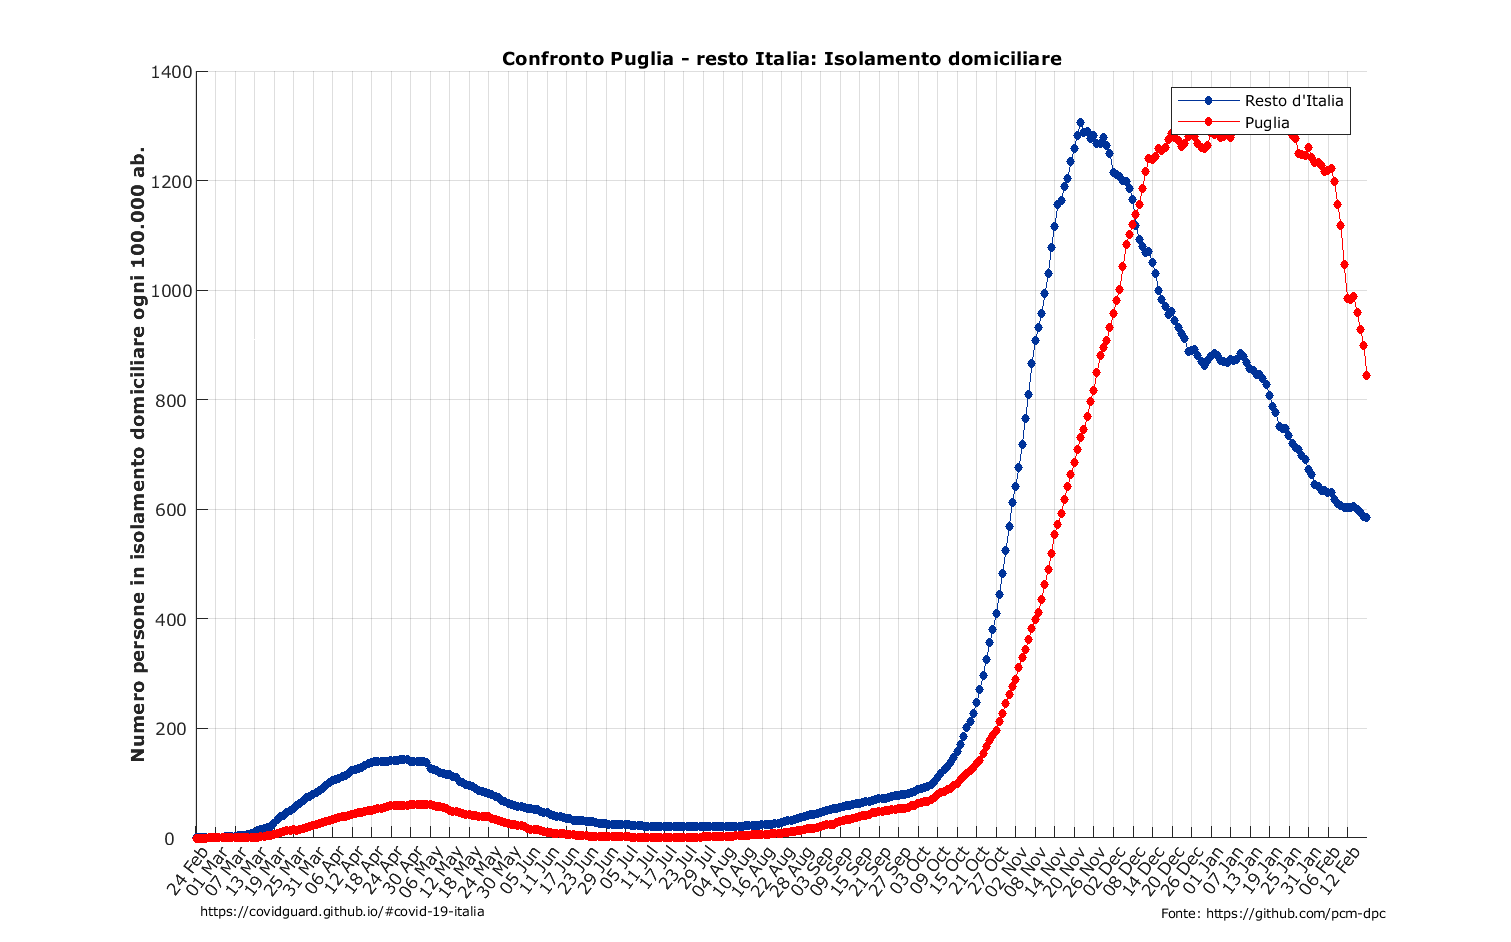 Confronto Puglia - resto Italia: Isolamento domiciliare
Numero persone in isolamento domiciliare ogni 100.000 ab.
1400
1200
1000
800
600
400
200
0
Resto d'Italia
Puglia
24 Feb
01 Mar
07 Mar
13 Mar
19 Mar
25 Mar
31 Mar
06 Apr
12 Apr
18 Apr
24 Apr
30 Apr
06 May
12 May
18 May
24 May
30 May
05 Jun
11 Jun
17 Jun
23 Jun
29 Jun
05 Jul
11 Jul
17 Jul
23 Jul
29 Jul
04 Aug
10 Aug
16 Aug
22 Aug
28 Aug
03 Sep
09 Sep
15 Sep
21 Sep
27 Sep
03 Oct
09 Oct
15 Oct
21 Oct
27 Oct
02 Nov
08 Nov
14 Nov
20 Nov
26 Nov
02 Dec
08 Dec
14 Dec
20 Dec
26 Dec
01 Jan
07 Jan
13 Jan
19 Jan
25 Jan
31 Jan
06 Feb
12 Feb
https://covidguard.github.io/#covid-19-italia
Fonte: https://github.com/pcm-dpc